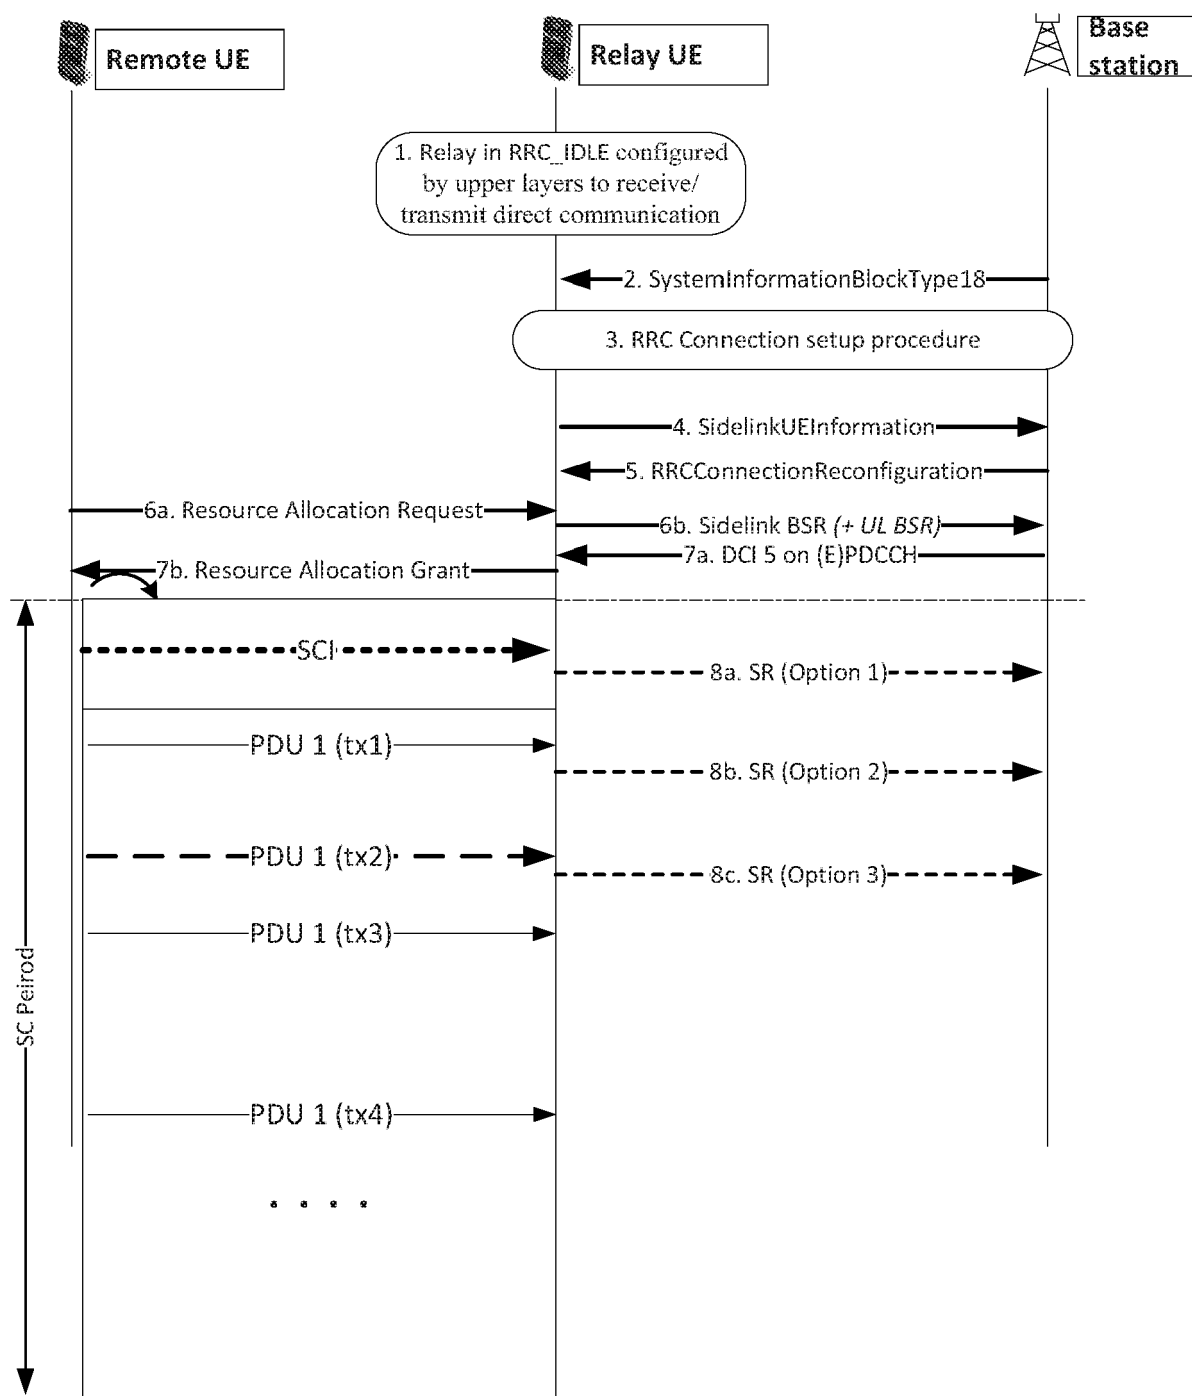 Remote UE
Relay UE
Base
station
1. Relay in RRC_IDLE configured
by upper layers to receive/
transmit direct communication
2. SystemInformationBlockType18
3. RRC Connection setup procedure
4. SidelinkUEInformation
5. RRCConnectionReconfiguration
6a. Resource Allocation Request
6b. Sidelink BSR (+ UL BSR)
7a. DCI 5 on (E)PDCCH
7b. Resource Allocation Grant
SCI
8a. SR (Option 1)
PDU 1 (tx1)
8b. SR (Option 2)
PDU 1 (tx2)
8c. SR (Option 3)
PDU 1 (tx3)
SC Peirod
PDU 1 (tx4)
. . . .